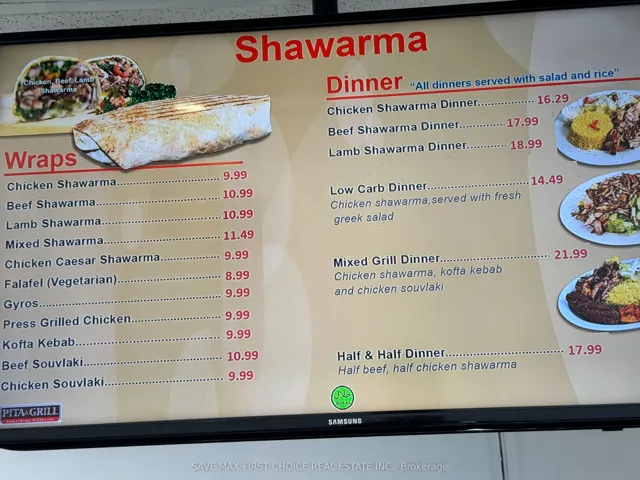 Shawarma
Chicken, Beef, Lamb
Shawarma
Wraps
Chicken Shawarma 9.99
Beef Shawarma 10.99
Lamb Shawarma 10.99
Mixed Shawarma 11.49
Chicken Caesar Shawarma 9.99
Falafel (Vegetarian) 8.99
Gyros 9.99
Press Grilled Chicken 9.99
Kofta Kebab 9.99
Beef Souvlaki 10.99
Chicken Souvlaki 9.99
PITA & GRILL
Dinner "All dinners served with salad and rice"
Chicken Shawarma Dinner 16.29
Beef Shawarma Dinner 17.99
Lamb Shawarma Dinner 18.99
Low Carb Dinner 14.49
Chicken shawarma,served with fresh
greek salad
Mixed Grill Dinner 21.99
Chicken shawarma, kofta kebab
and chicken souvlaki
Half & Half Dinner 17.99
Half beef, half chicken shawarma
حلال
SAMSUNG
SAVE MAX FIRST CHOICE REAL ESTATE INC., Brokerage